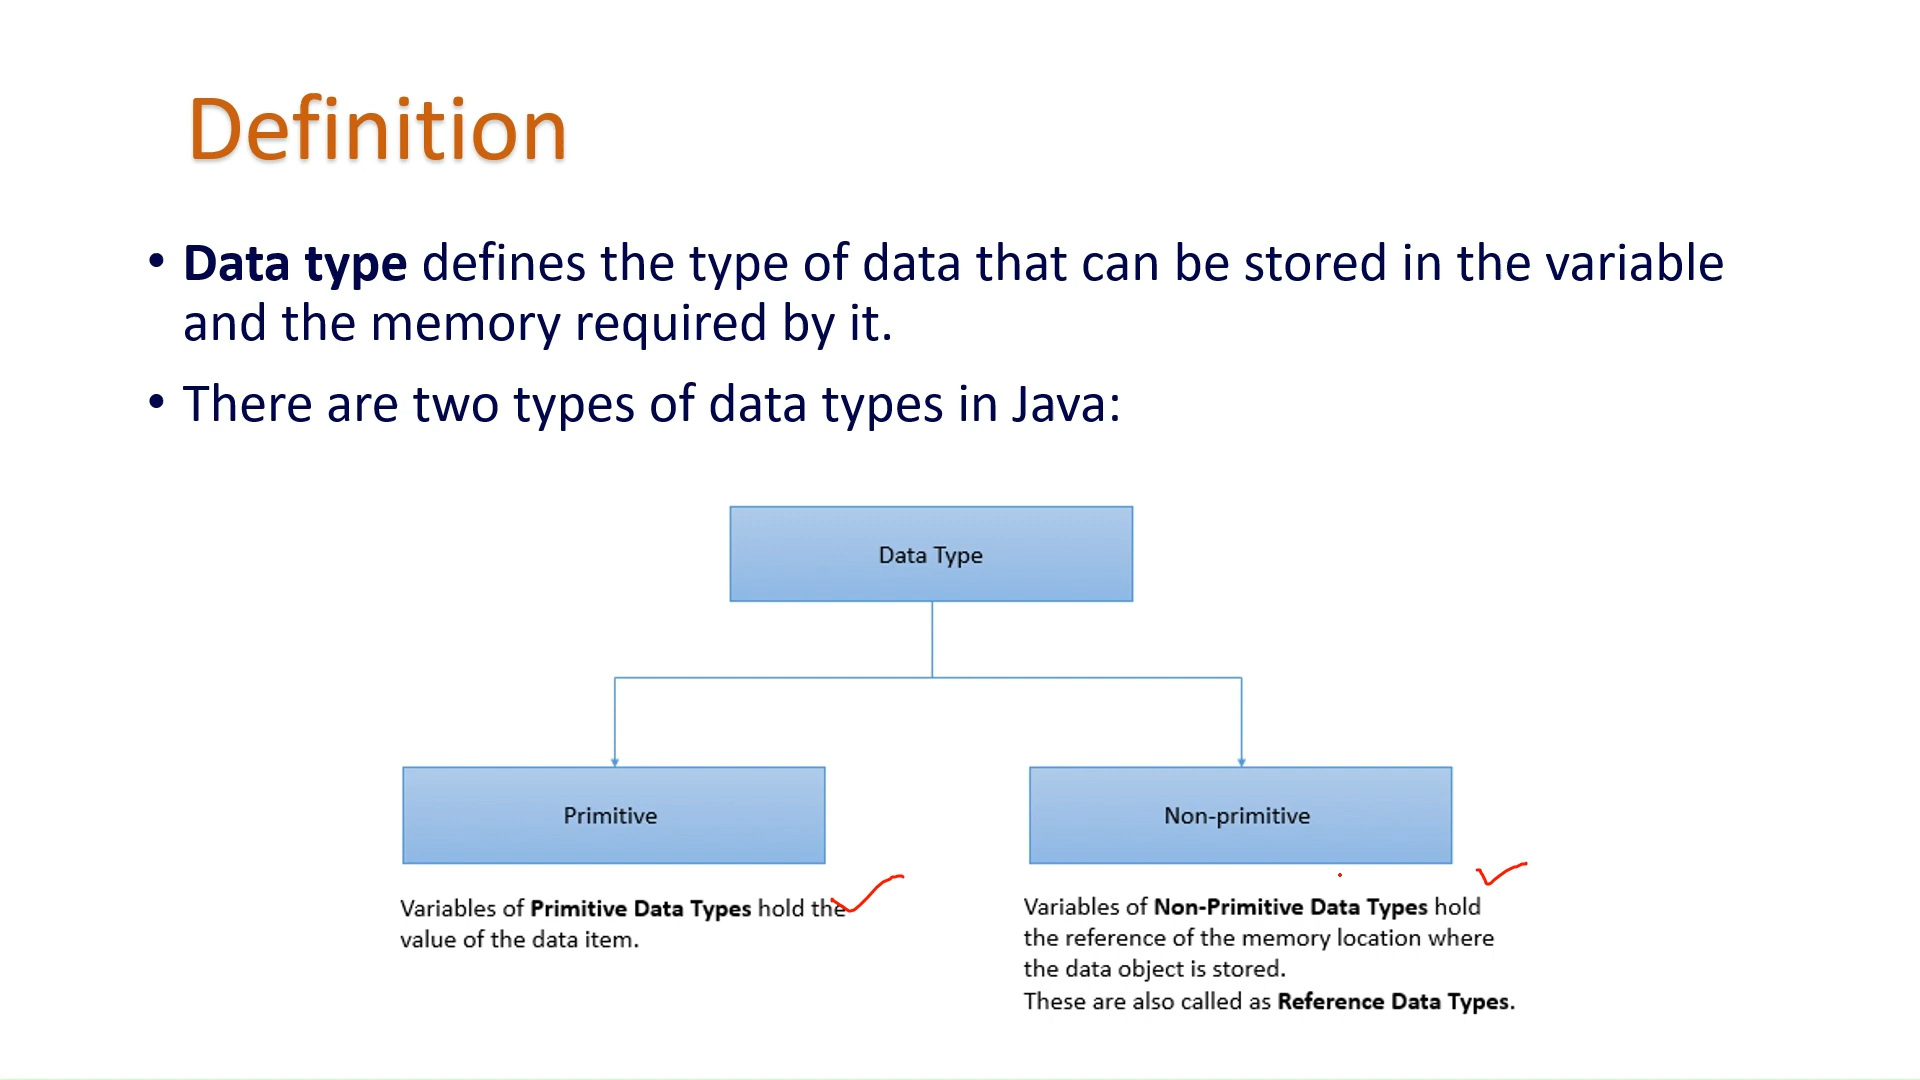 Definition
• Data type defines the type of data that can be stored in the variable
and the memory required by it.
• There are two types of data types in Java:
Data Type
Primitive
Non-primitive
Variables of Primitive Data Types hold the
value of the data item.
Variables of Non-Primitive Data Types hold
the reference of the memory location where
the data object is stored.
These are also called as Reference Data Types.